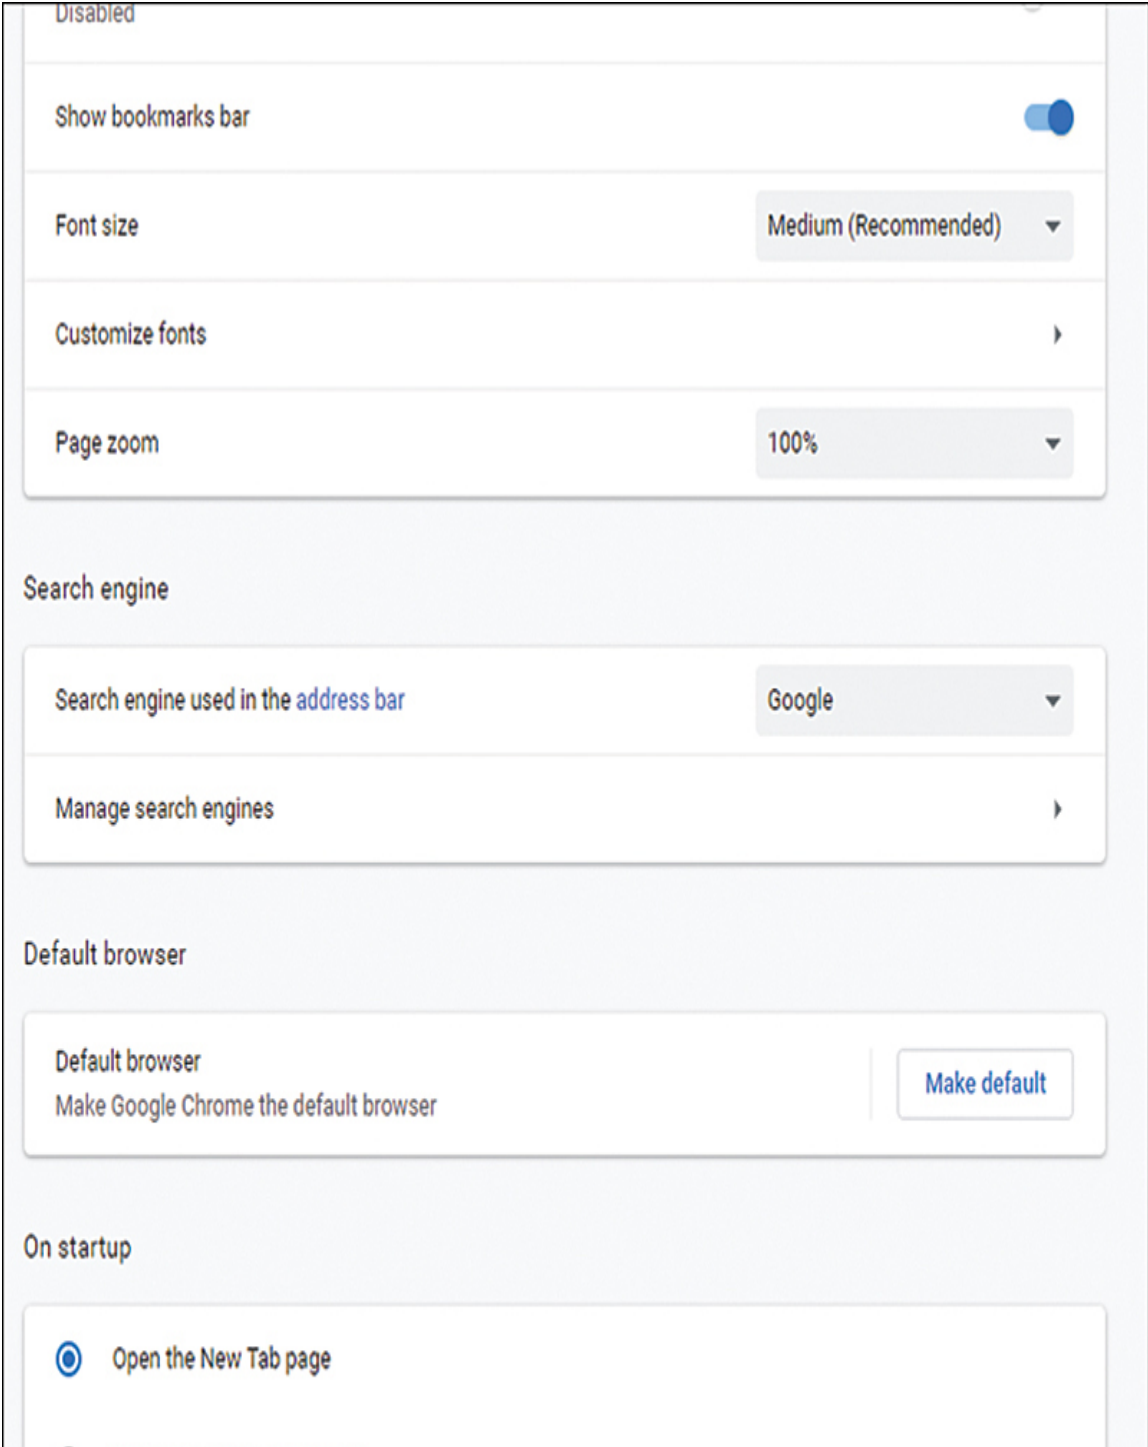 Disabled
Show bookmarks bar
Font size
Medium (Recommended)
Customize fonts
Page zoom
100%
Search engine
Search engine used in the address bar
Google
Manage search engines
Default browser
Default browser
Make Google Chrome the default browser
Make default
On startup
Open the New Tab page